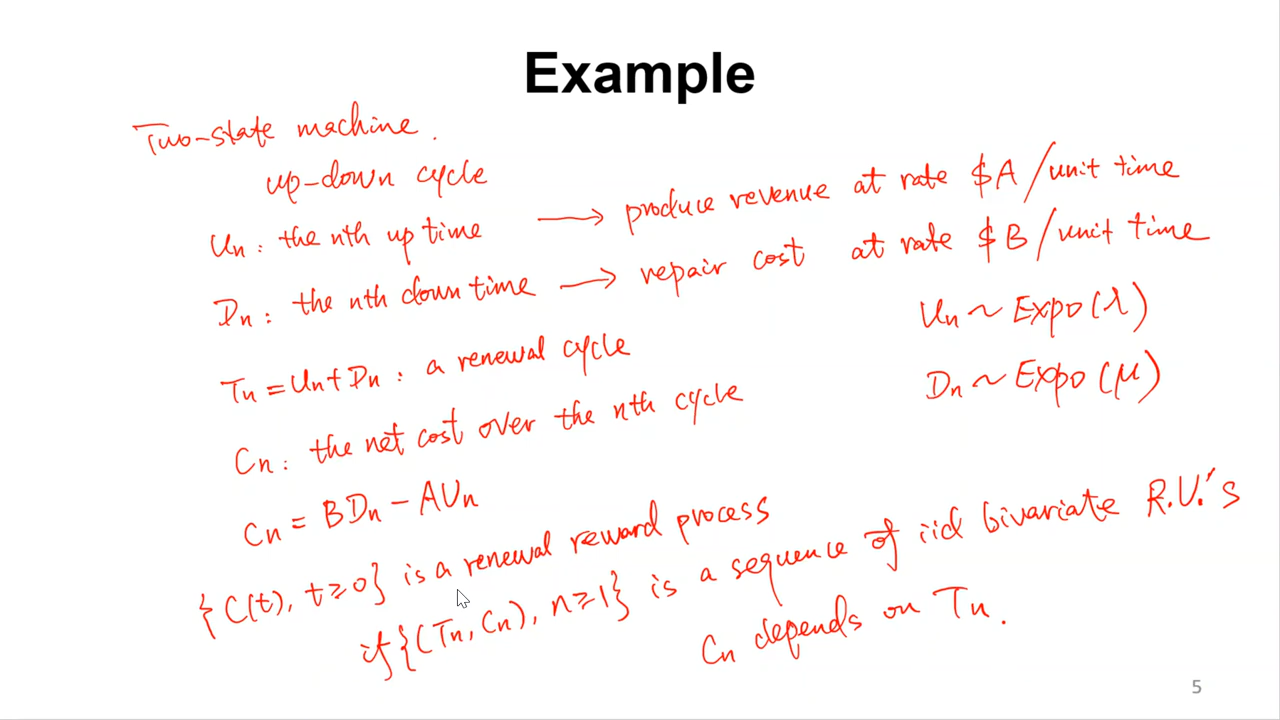 Example
Two-state machine.
up-down cycle
Un: the nth up time → produce revenue at rate $A/unit time
Dn: the nth down time → repair cost at rate $B/unit time
Un ~ Expo(λ)
Tn = Un + Dn: a renewal cycle
Dn ~ Expo(μ)
Cn: the net cost over the nth cycle
Cn = BDn - AUn
{C(t), t≥0} is a renewal reward process
if {(Tn, Cn), n≥1} is a sequence of iid bivariate R.V.'s
Cn depends on Tn.
5